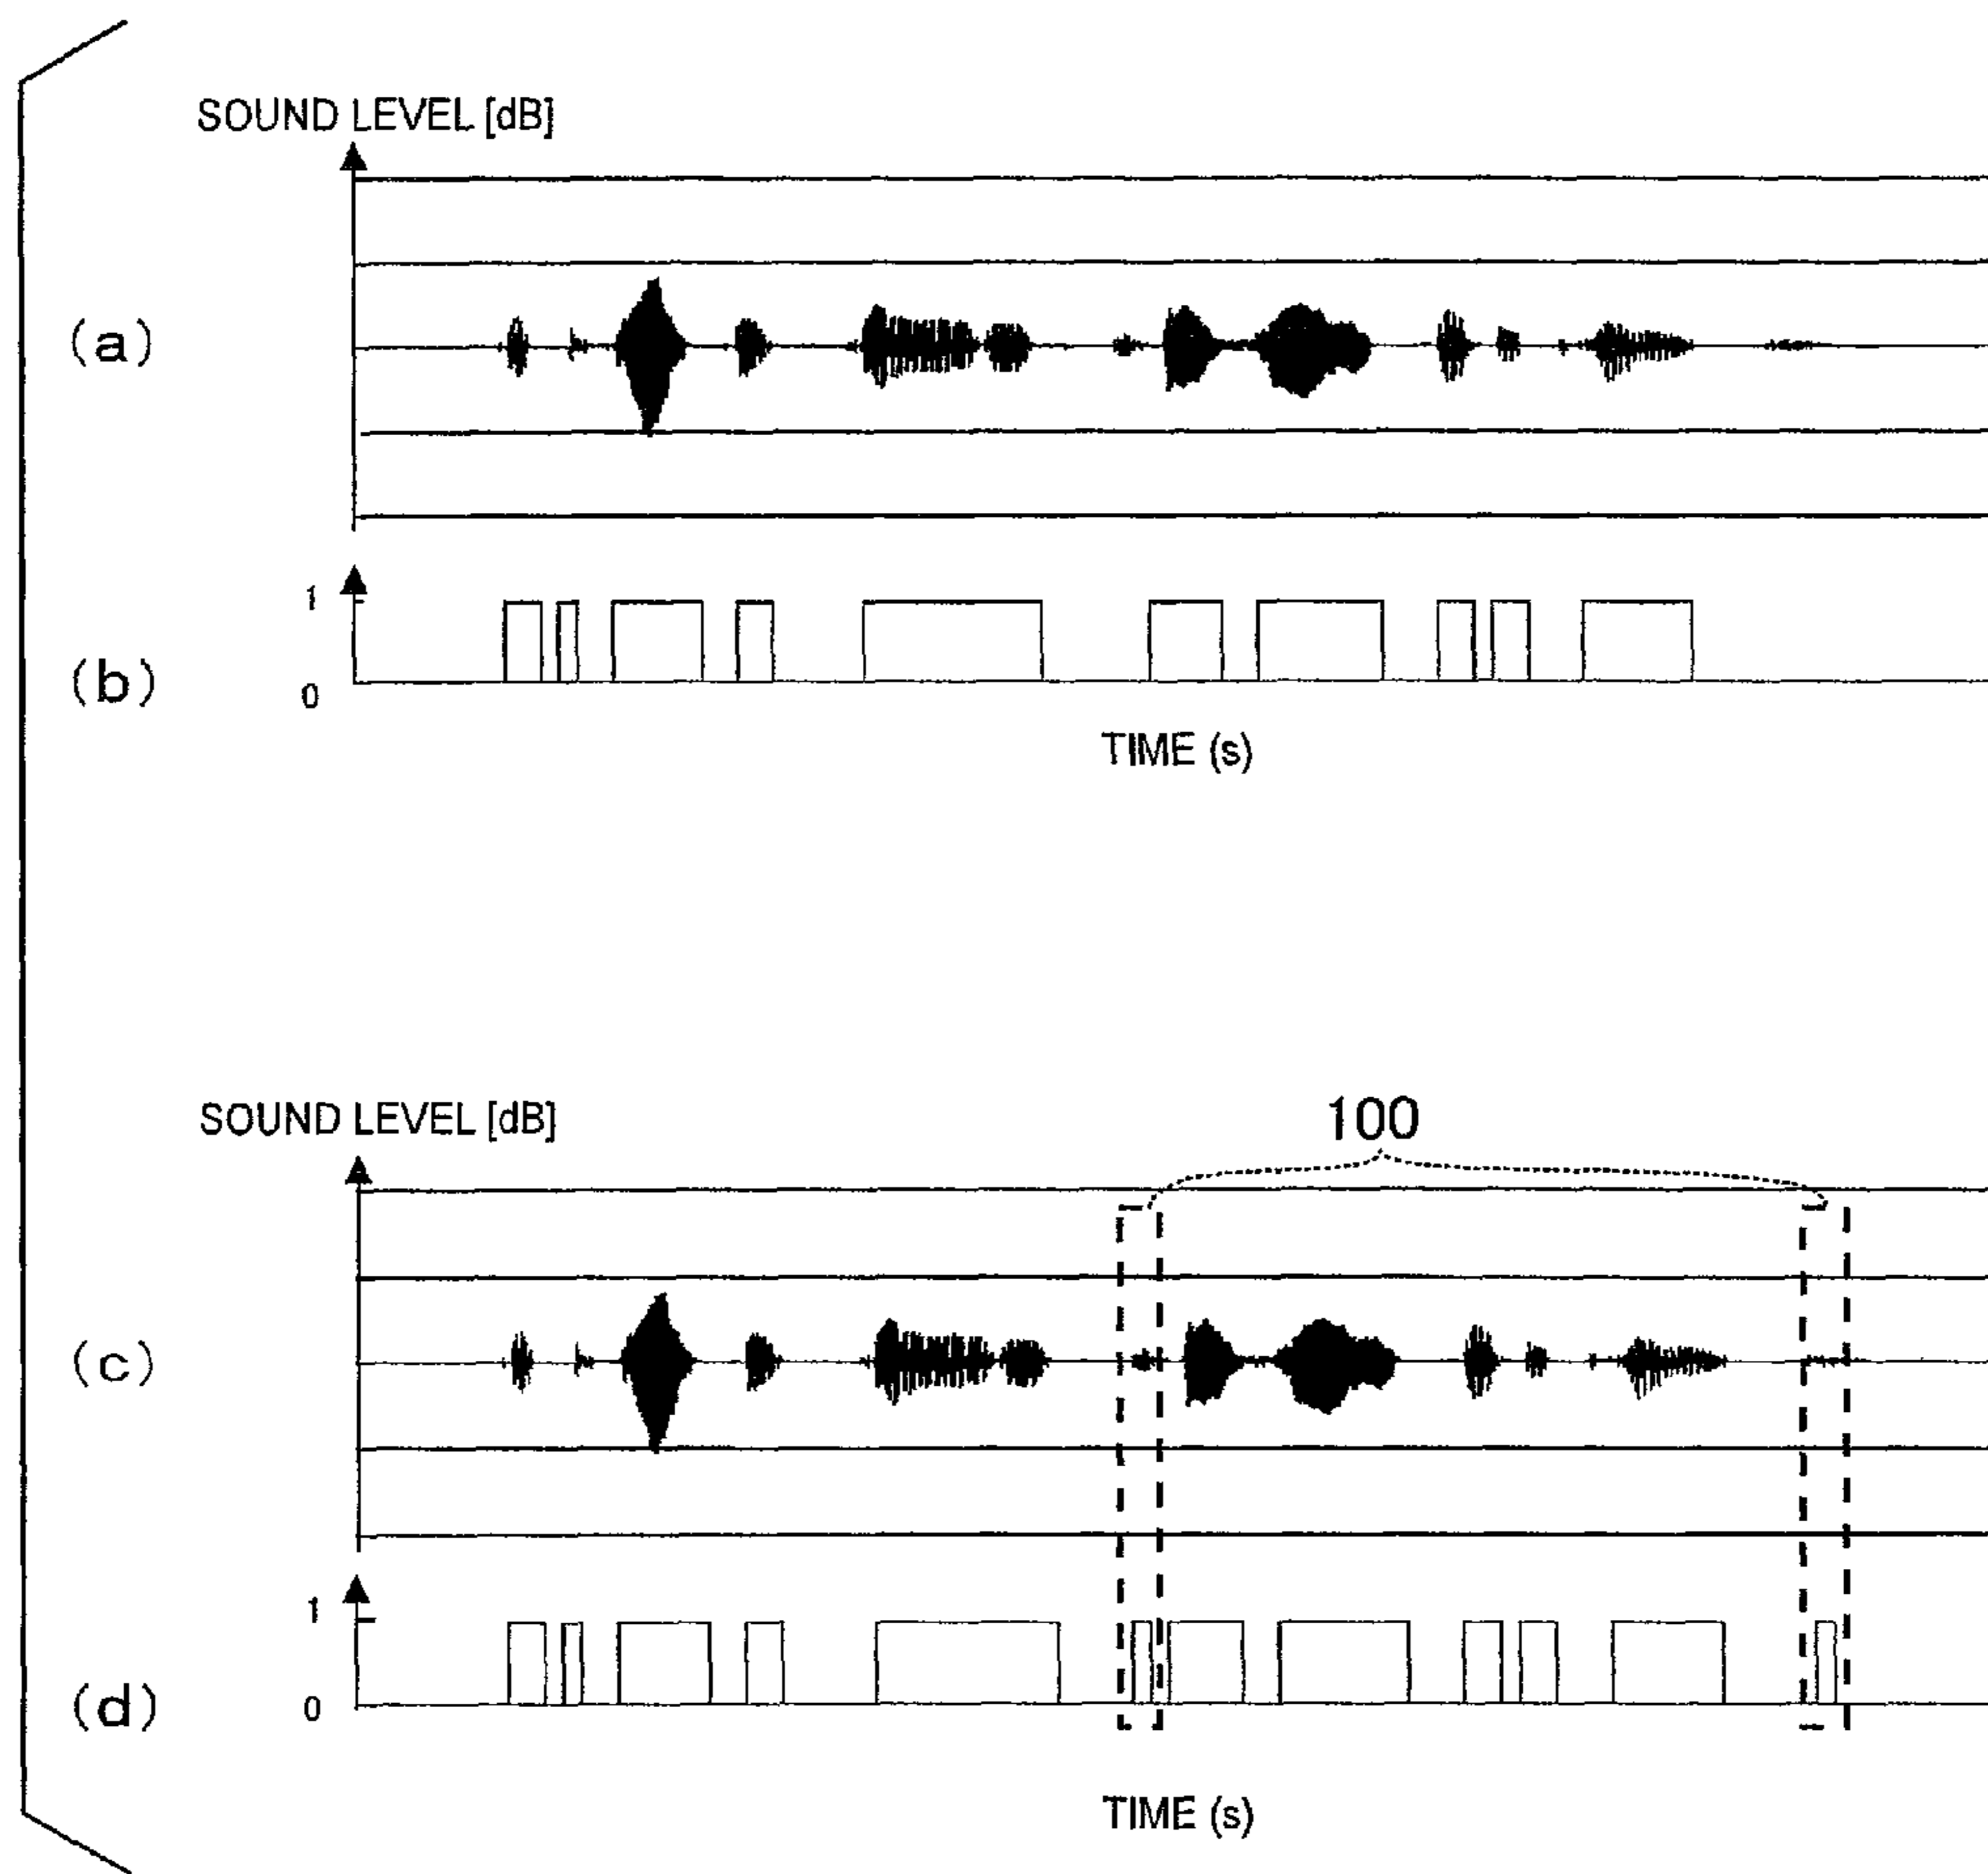 SOUND LEVEL [dB]
(a)
1
(b)
0
TIME (s)
SOUND LEVEL [dB]
100
(c)
1
(d)
0
TIME (s)